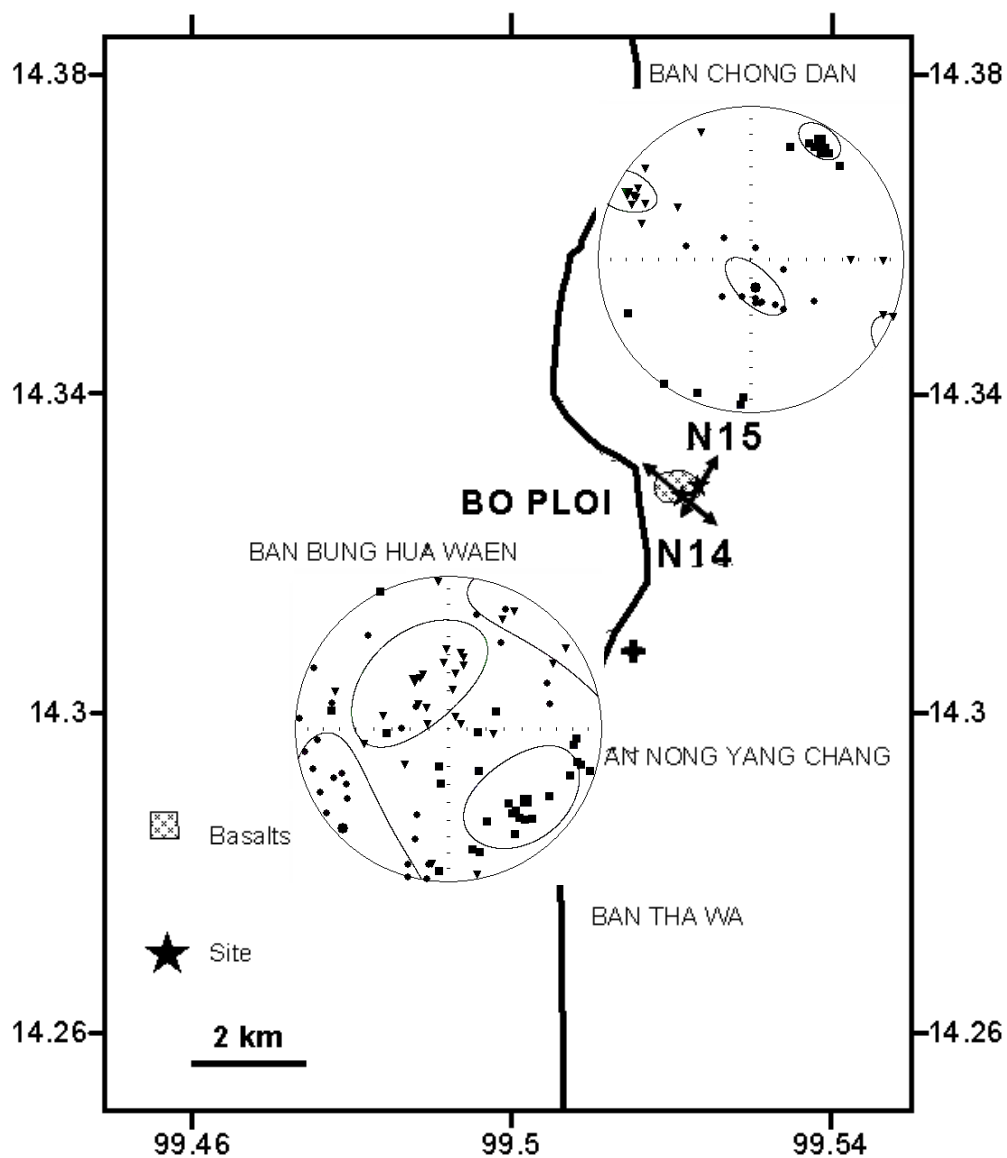 14.38
BAN CHONG DAN
14.38
14.34
14.34
N15
BO PLOI
BAN BUNG HUA WAEN
N14
14.3
14.3
AN NONG YANG CHANG
Basalts
BAN THA WA
Site
2 km
14.26
14.26
99.46
99.5
99.54